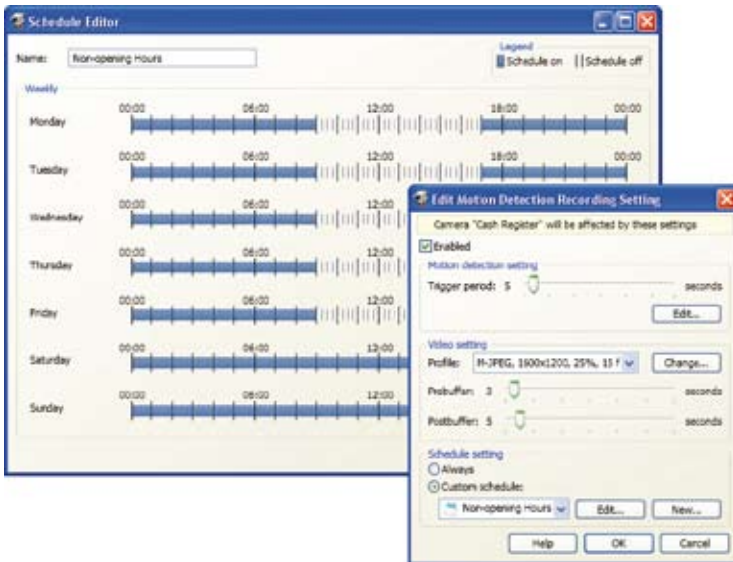 Schedule Editor
Name: Non-opening Hours
Legend
Schedule on Schedule off
Weekly
00:00 06:00 12:00 18:00 00:00
Monday
00:00 06:00 12:00 18:00 00:00
Tuesday
00:00 06:00 12:00
Wednesday
00:00 06:00 12:00
Thursday
00:00 06:00 12:00
Friday
00:00 06:00 12:00
Saturday
00:00 06:00 12:00
Sunday
Edit Motion Detection Recording Setting
Camera "Cash Register" will be affected by these settings
Enabled
Motion detection setting
Trigger period: 5 seconds
Edit...
Video setting
Profile: M-JPEG, 1600x1200, 25%, 15 f Change...
Prebuffer: 3 seconds
Postbuffer: 5 seconds
Schedule setting
Always
Custom schedule:
Non-opening Hours Edit... New...
Help OK Cancel